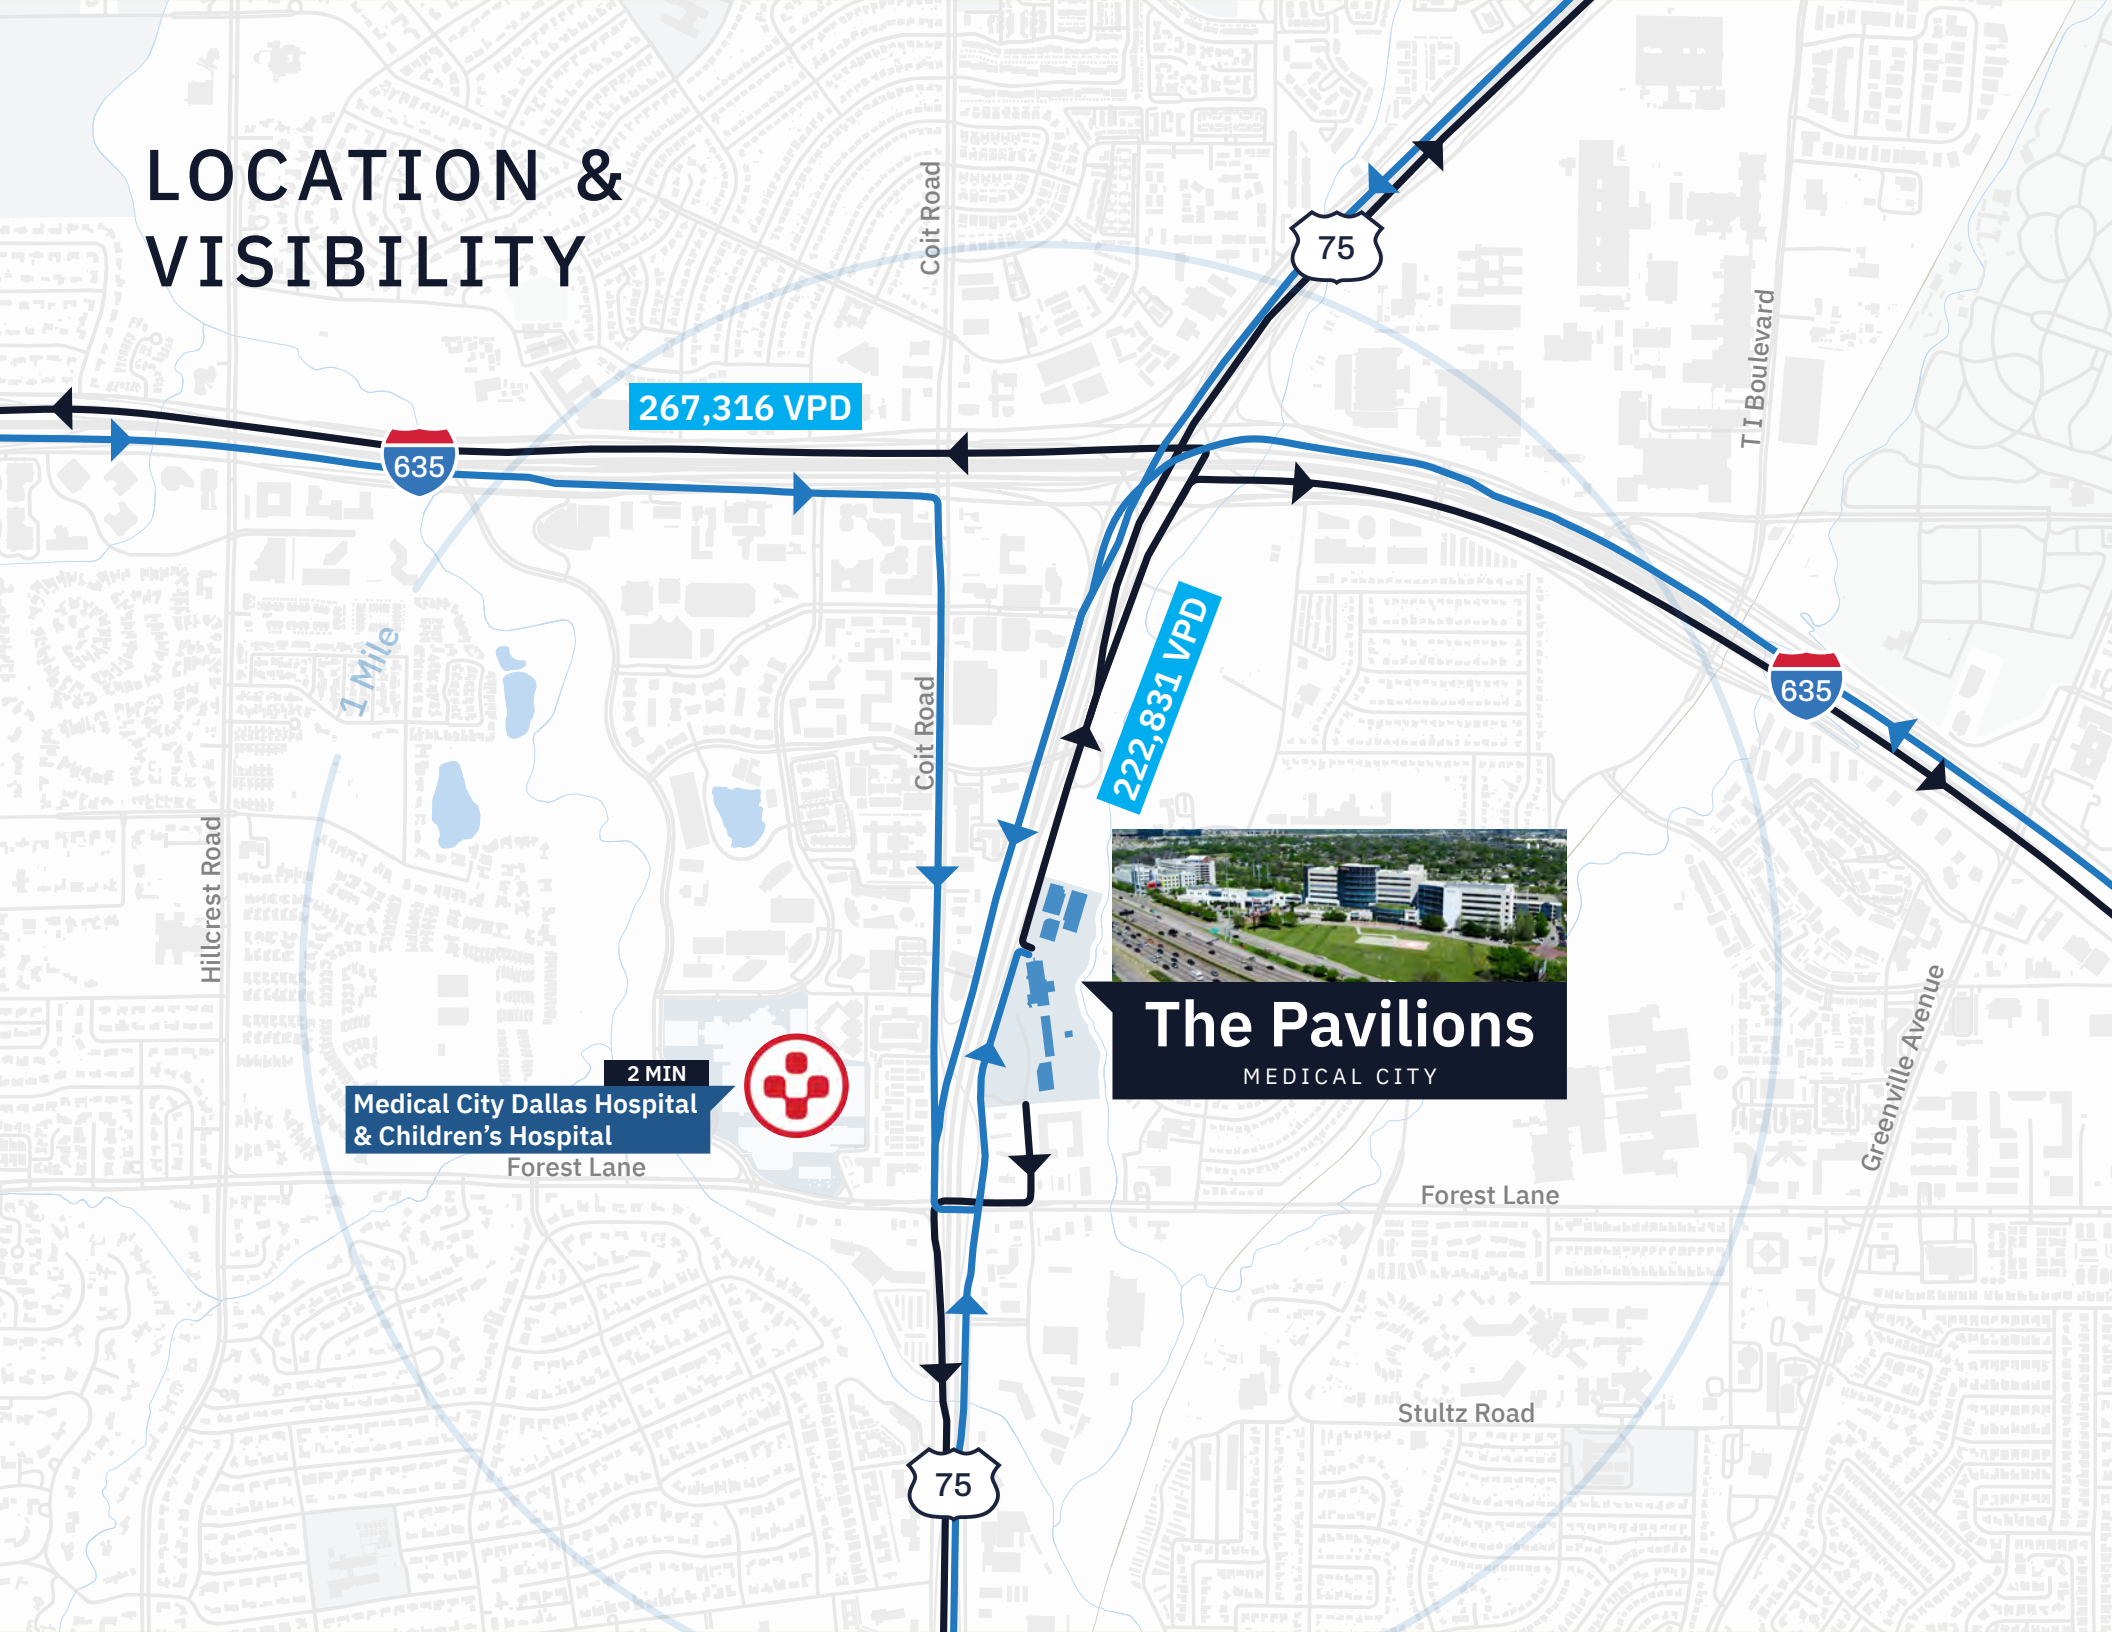 LOCATION &
VISIBILITY
Coit Road
75
T I Boulevard
267,316 VPD
635
222,831 VPD
1 Mile
635
Coit Road
Hillcrest Road
The Pavilions
MEDICAL CITY
Greenville Avenue
2 MIN
Medical City Dallas Hospital
& Children's Hospital
Forest Lane
Forest Lane
Stultz Road
75